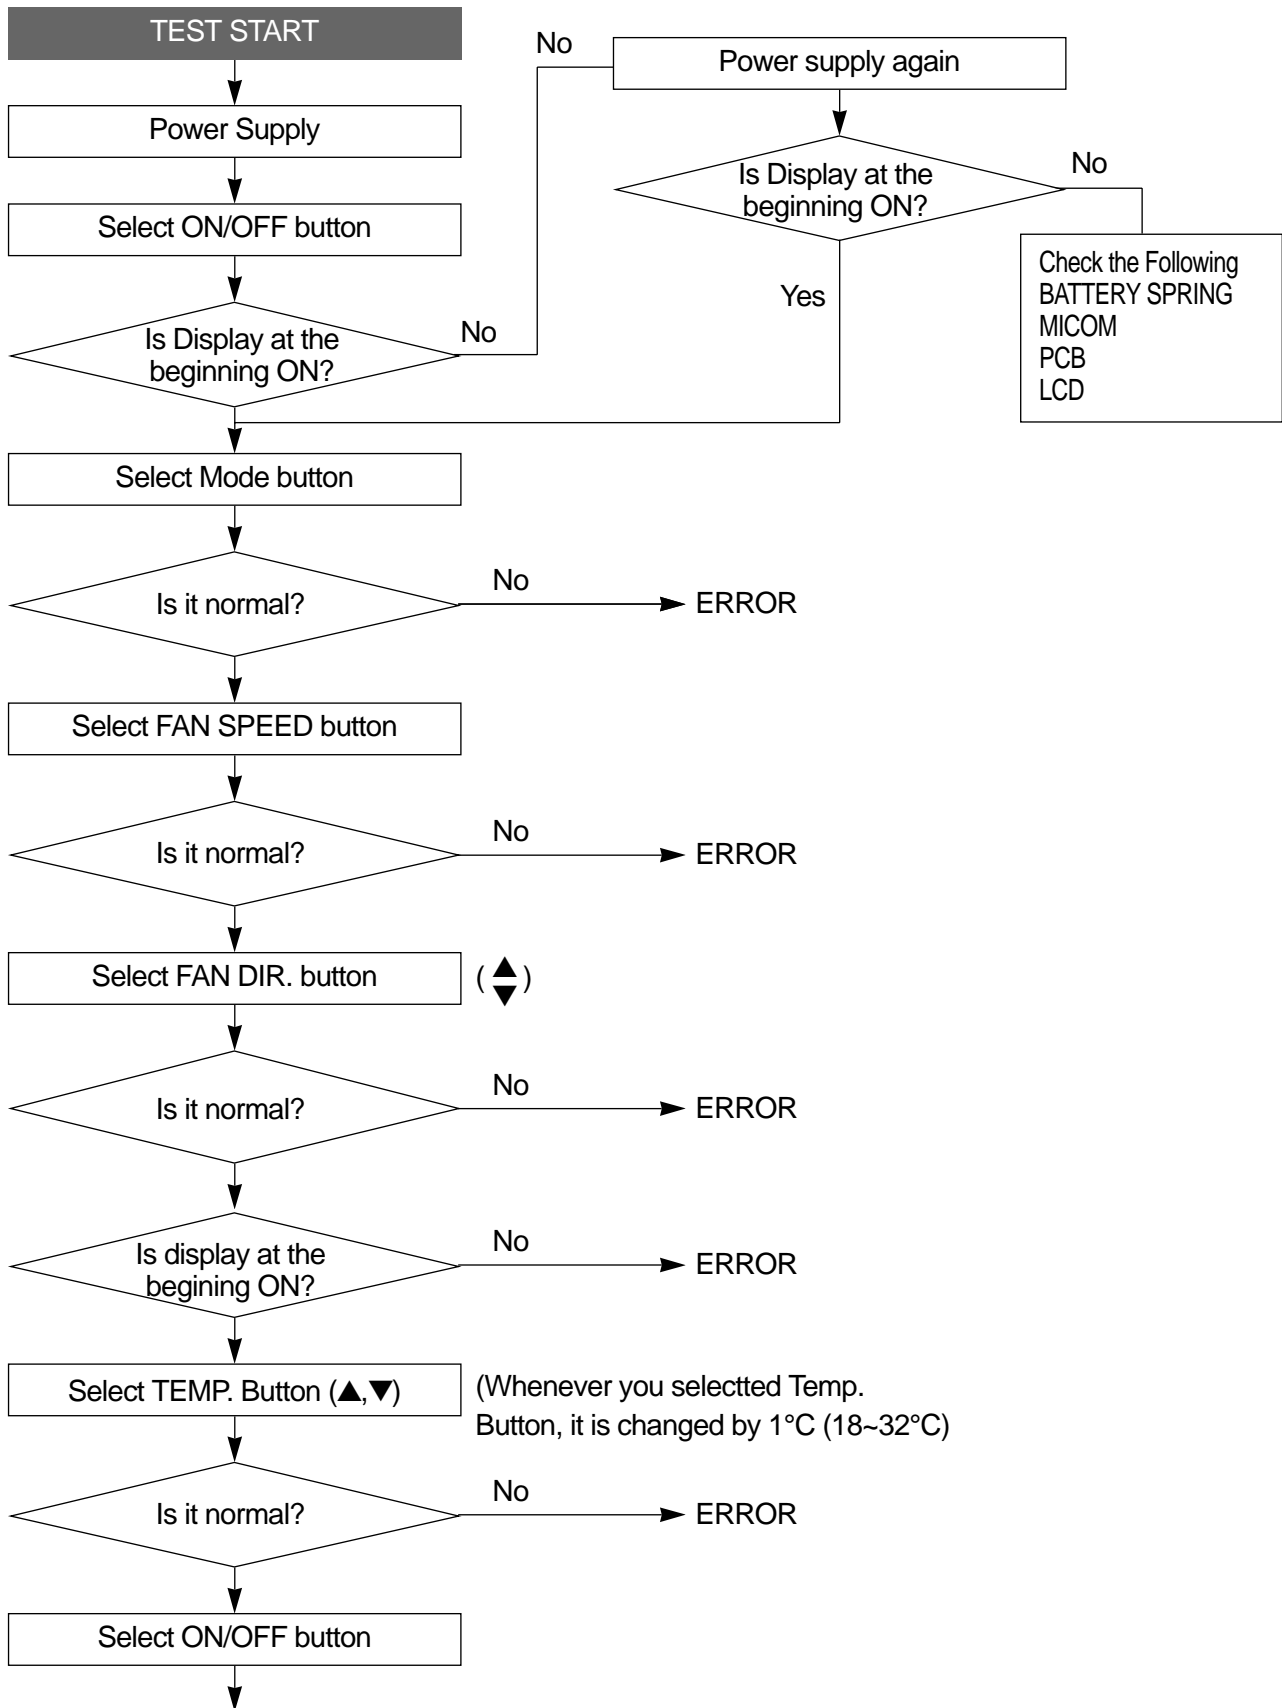 TEST START
No
Power supply again
Power Supply
Is Display at the
beginning ON?
No
Select ON/OFF button
Check the Following
BATTERY SPRING
MICOM
PCB
LCD
Yes
Is Display at the
beginning ON?
No
Select Mode button
Is it normal?
No
ERROR
Select FAN SPEED button
Is it normal?
No
ERROR
Select FAN DIR. button (▲▼)
Is it normal?
No
ERROR
Is display at the
begining ON?
No
ERROR
Select TEMP. Button (▲,▼)
(Whenever you selectted Temp.
Button, it is changed by 1°C (18~32°C)
Is it normal?
No
ERROR
Select ON/OFF button